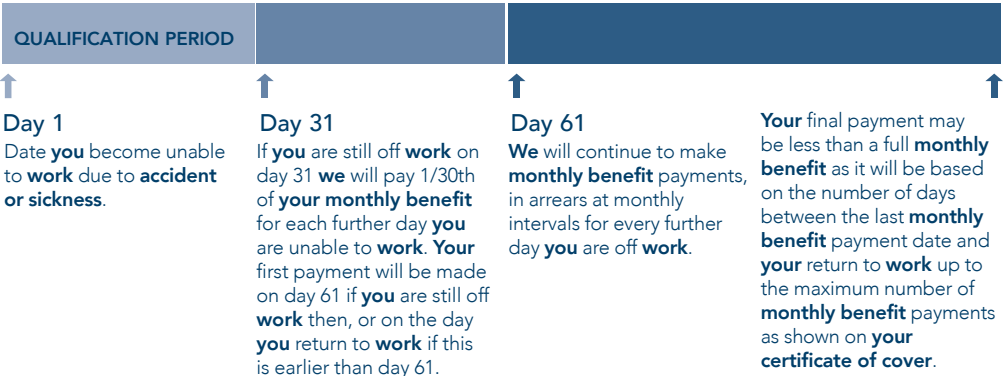 QUALIFICATION PERIOD
Day 1
Date you become unable
to work due to accident
or sickness.
Day 31
If you are still off work on
day 31 we will pay 1/30th
of your monthly benefit
for each further day you
are unable to work. Your
first payment will be made
on day 61 if you are still off
work then, or on the day
you return to work if this
is earlier than day 61.
Day 61
We will continue to make
monthly benefit payments,
in arrears at monthly
intervals for every further
day you are off work.
Your final payment may
be less than a full monthly
benefit as it will be based
on the number of days
between the last monthly
benefit payment date and
your return to work up to
the maximum number of
monthly benefit payments
as shown on your
certificate of cover.